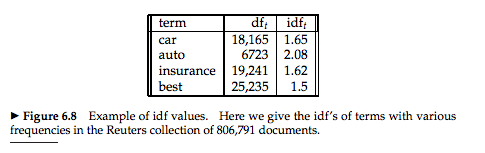 term df_t idf_t
car 18,165 1.65
auto 6723 2.08
insurance 19,241 1.62
best 25,235 1.5
► Figure 6.8 Example of idf values. Here we give the idf's of terms with various
frequencies in the Reuters collection of 806,791 documents.